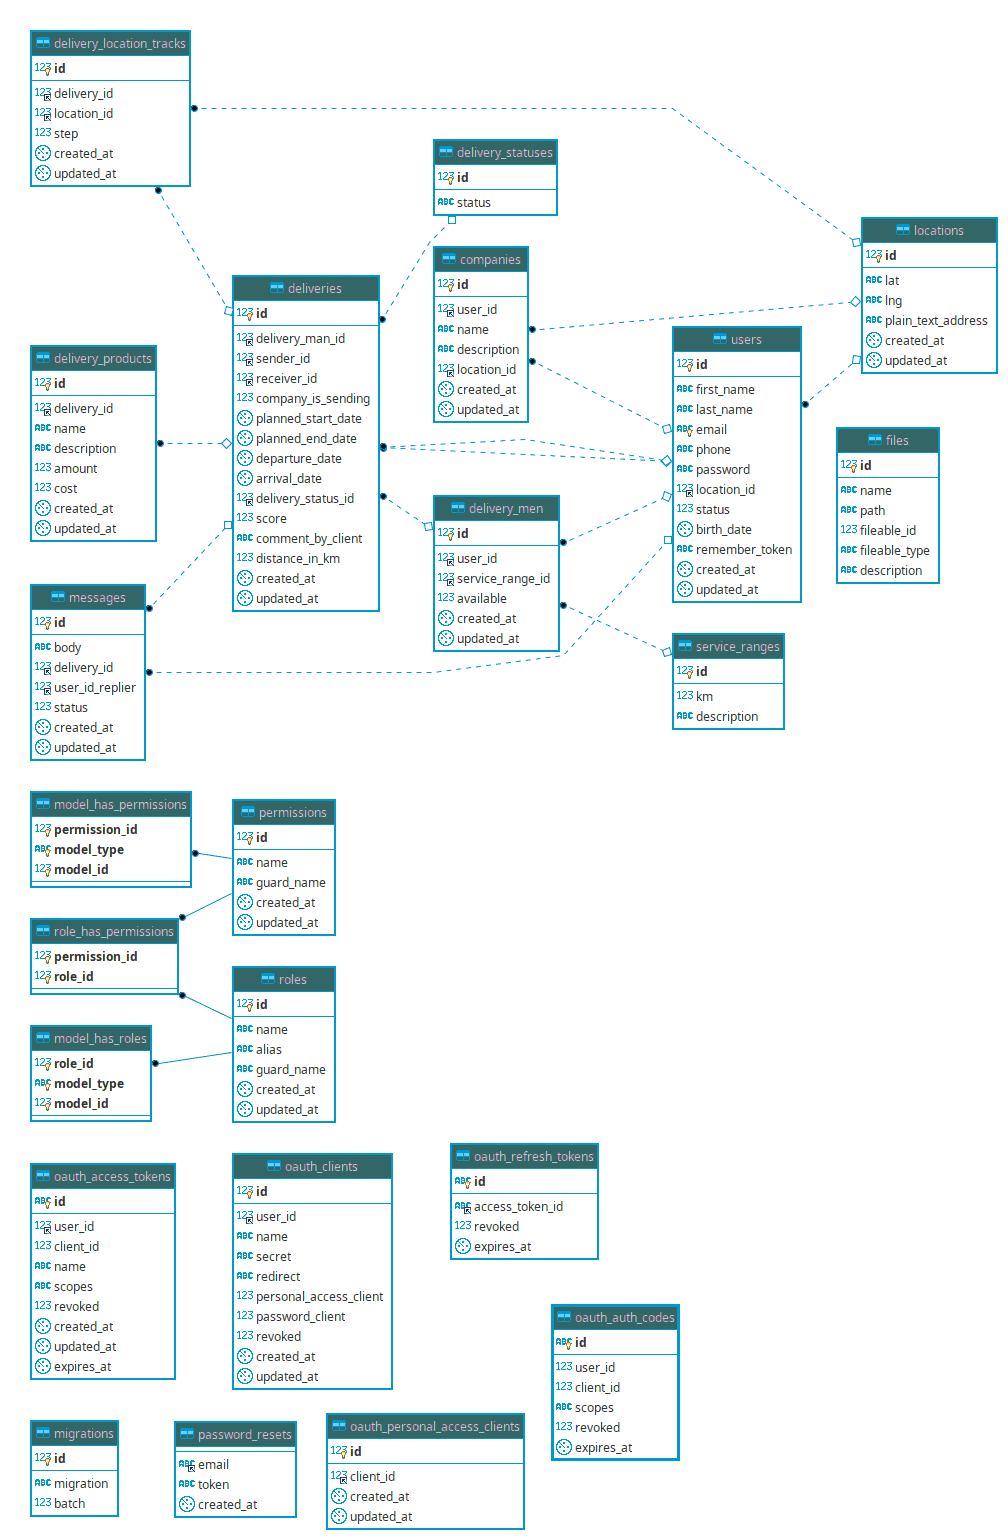 delivery_location_tracks
id
delivery_id
location_id
step
created_at
updated_at
delivery_statuses
id
status
locations
id
lat
lng
plain_text_address
created_at
updated_at
companies
id
user_id
name
description
location_id
created_at
updated_at
deliveries
id
delivery_man_id
sender_id
receiver_id
company_is_sending
planned_start_date
planned_end_date
departure_date
arrival_date
delivery_status_id
score
comment_by_client
distance_in_km
created_at
updated_at
users
id
first_name
last_name
email
phone
password
location_id
status
birth_date
remember_token
created_at
updated_at
delivery_products
id
delivery_id
name
description
amount
cost
created_at
updated_at
files
id
name
path
fileable_id
fileable_type
description
delivery_men
id
user_id
service_range_id
available
created_at
updated_at
messages
id
body
delivery_id
user_id_replier
status
created_at
updated_at
service_ranges
id
km
description
model_has_permissions
permission_id
model_type
model_id
permissions
id
name
guard_name
created_at
updated_at
role_has_permissions
permission_id
role_id
roles
id
name
alias
guard_name
created_at
updated_at
model_has_roles
role_id
model_type
model_id
oauth_access_tokens
id
user_id
client_id
name
scopes
revoked
created_at
updated_at
expires_at
oauth_clients
id
user_id
name
secret
redirect
personal_access_client
password_client
revoked
created_at
updated_at
oauth_refresh_tokens
id
access_token_id
revoked
expires_at
oauth_auth_codes
id
user_id
client_id
scopes
revoked
expires_at
migrations
id
migration
batch
password_resets
email
token
created_at
oauth_personal_access_clients
id
client_id
created_at
updated_at